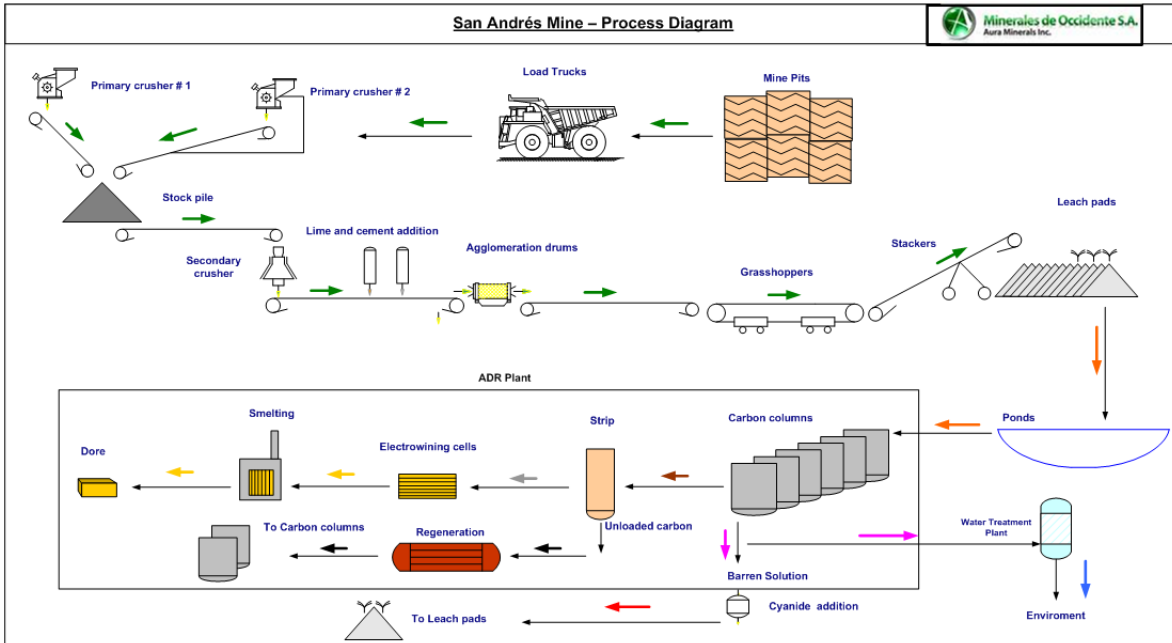 San Andrés Mine – Process Diagram
Minerales de Occidente S.A.
Aura Minerals Inc.
Primary crusher # 1
Primary crusher # 2
Load Trucks
Mine Pits
Stock pile
Leach pads
Secondary
crusher
Lime and cement addition
Agglomeration drums
Grasshoppers
Stackers
ADR Plant
Dore
Smelting
Electrowining cells
Strip
Carbon columns
Ponds
To Carbon columns
Regeneration
Unloaded carbon
Water Treatment
Plant
Barren Solution
Cyanide addition
To Leach pads
Enviroment